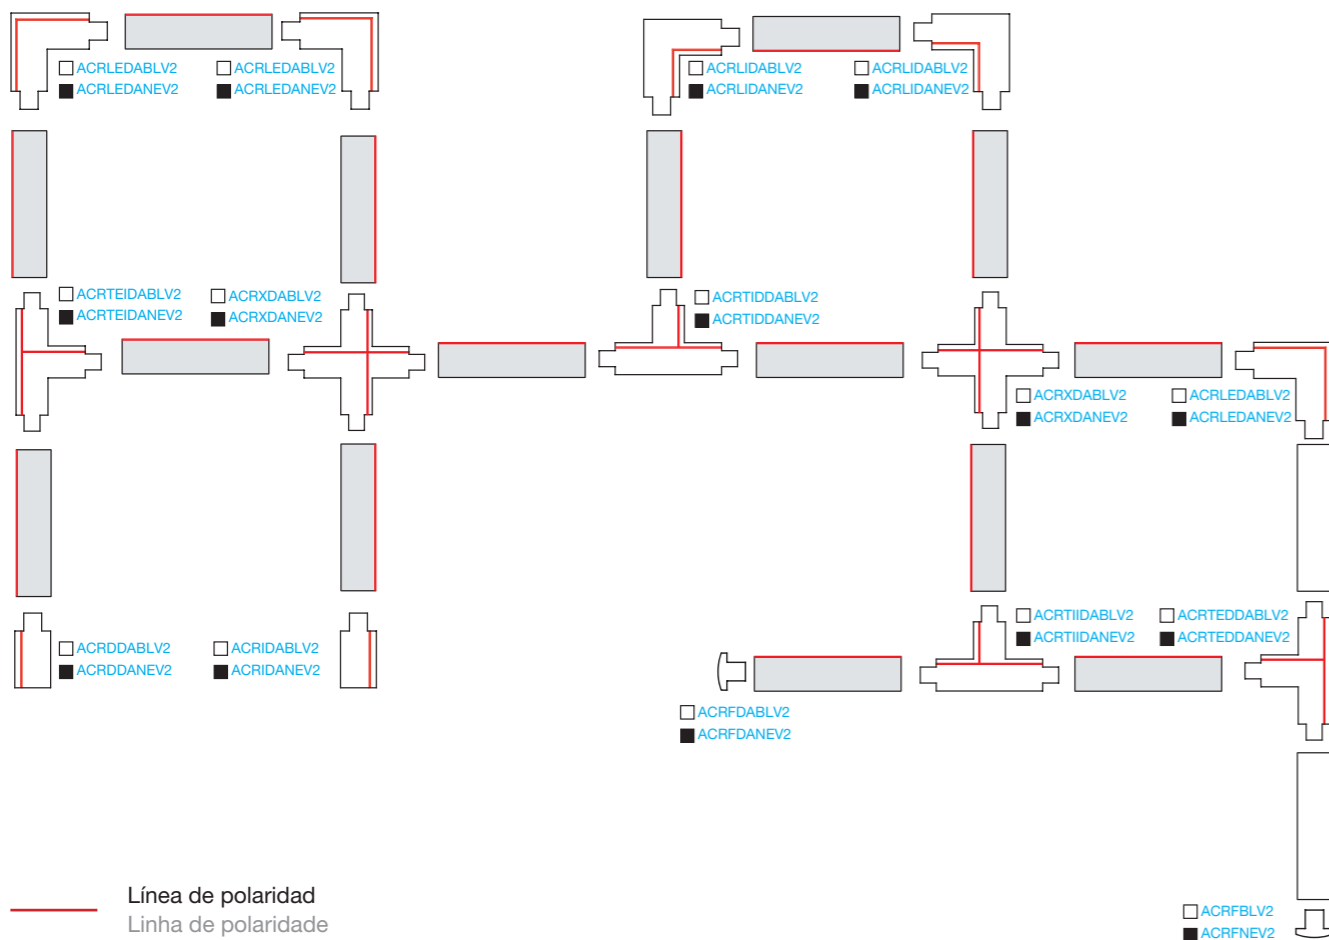 ACRLEDABLV2 ACRLEDABLV2 ACRLIDABLV2 ACRLIDABLV2
ACRLEDANEV2 ACRLEDANEV2 ACRLIDANEV2 ACRLIDANEV2
ACRTEIDABLV2 ACRXDABLV2 ACRTIDDABLV2
ACRTEIDANEV2 ACRXDANEV2 ACRTIDDANEV2
ACRXDABLV2 ACRLEDABLV2
ACRXDANEV2 ACRLEDANEV2
ACRTIIDABLV2 ACRTEDDABLV2
ACRTIIDANEV2 ACRTEDDANEV2
ACRDDABLV2 ACRIDABLV2
ACRDDANEV2 ACRIDANEV2
ACRFDABLV2
ACRFDANEV2
Línea de polaridad
Linha de polaridade
ACRFBLV2
ACRFNEV2